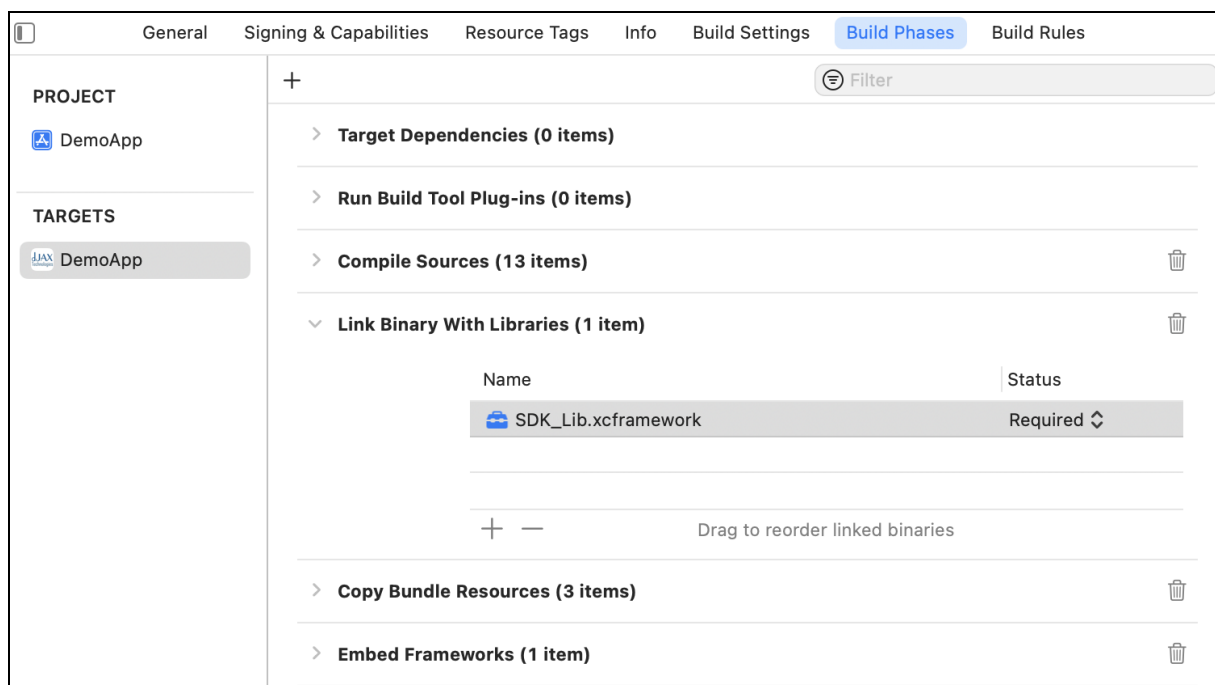 General Signing & Capabilities Resource Tags Info Build Settings Build Phases Build Rules
Filter
PROJECT
DemoApp
TARGETS
DemoApp
Target Dependencies (0 items)
Run Build Tool Plug-ins (0 items)
Compile Sources (13 items)
Link Binary With Libraries (1 item)
Name Status
SDK_Lib.xcframework Required
Drag to reorder linked binaries
Copy Bundle Resources (3 items)
Embed Frameworks (1 item)